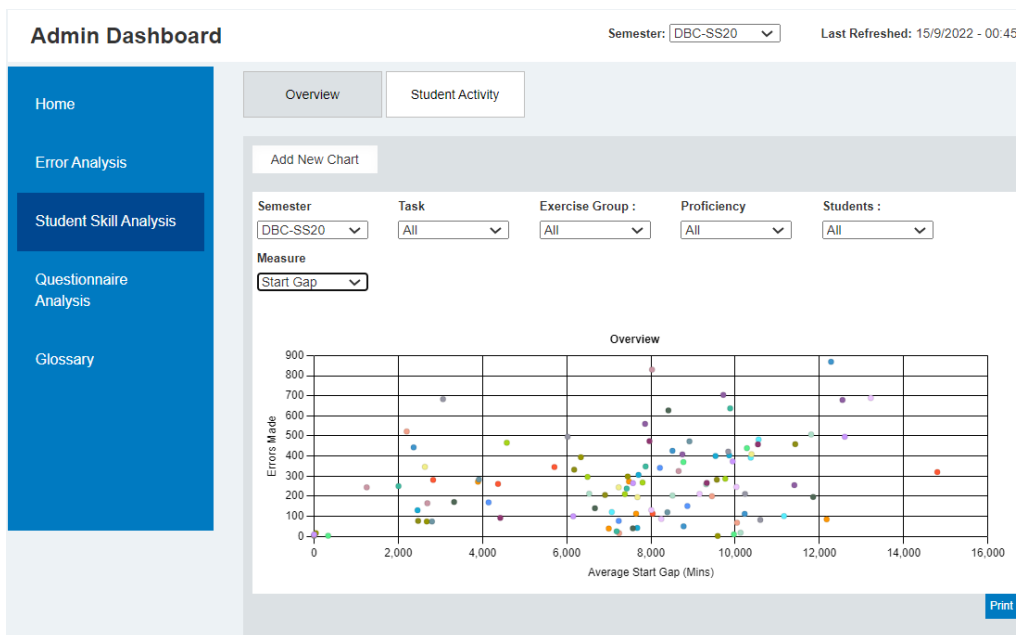 Admin Dashboard
Semester: DBC-SS20
Last Refreshed: 15/9/2022 - 00:45
Home
Error Analysis
Student Skill Analysis
Questionnaire
Analysis
Glossary
Overview
Student Activity
Add New Chart
Semester
Task
Exercise Group :
Proficiency
Students :
DBC-SS20
All
All
All
All
Measure
Start Gap
Overview
Errors Made
900
800
700
600
500
400
300
200
100
0
0
2,000
4,000
6,000
8,000
10,000
12,000
14,000
16,000
Average Start Gap (Mins)
Print